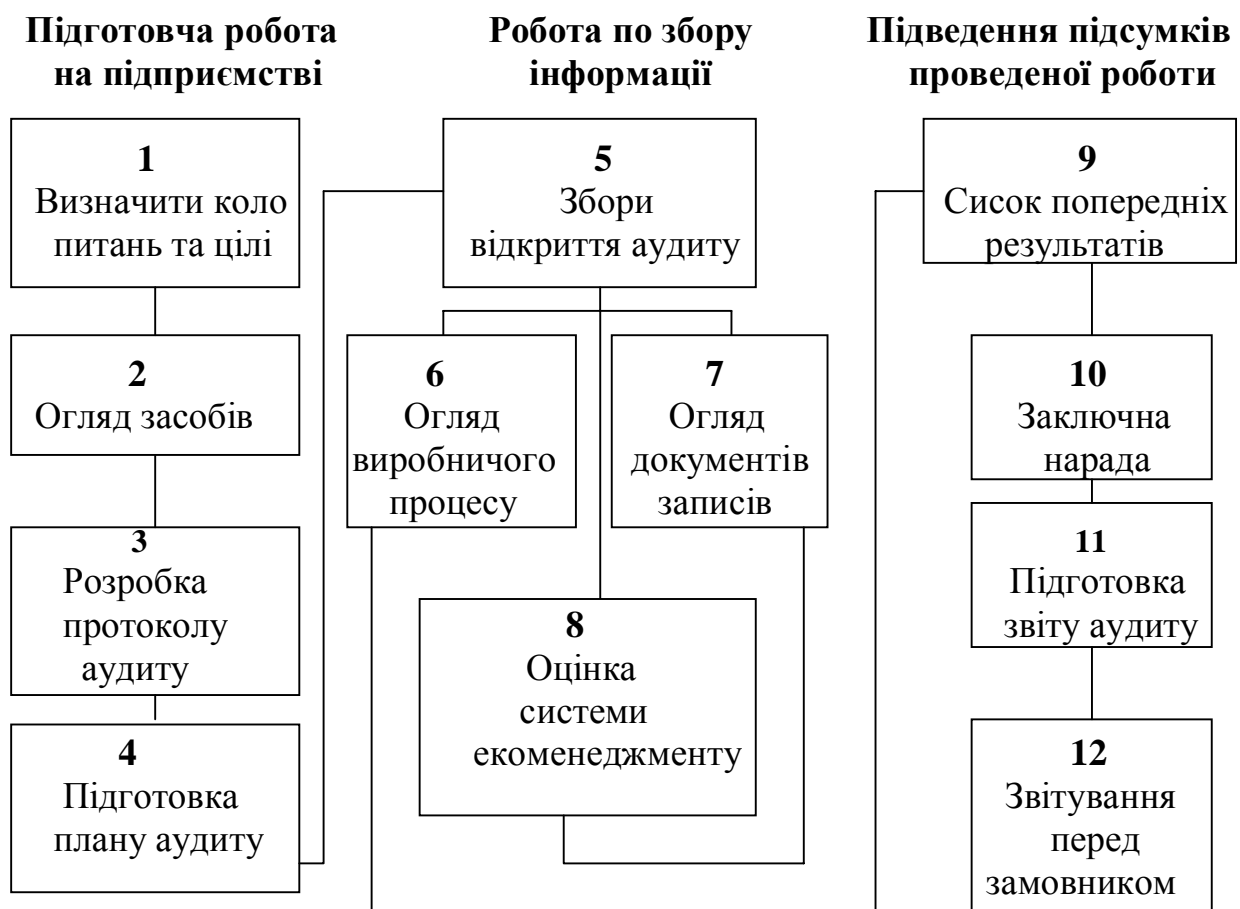 Підготовча робота
на підприємстві
Робота по збору
інформації
Підведення підсумків
проведеної роботи
1
Визначити коло
питань та цілі
2
Огляд засобів
3
Розробка
протоколу
аудиту
4
Підготовка
плану аудиту
5
Збори
відкриття аудиту
6
Огляд
виробничого
процесу
7
Огляд
документів
записів
8
Оцінка
системи
екоменеджменту
9
Сисок попередніх
результатів
10
Заключна
нарада
11
Підготовка
звіту аудиту
12
Звітування
перед
замовником